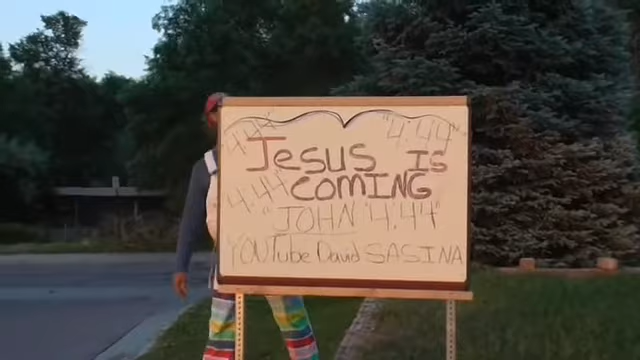 4:44 4:44
JESUS IS
4:44 COMING
"JOHN '4:44"
YOUTube David SASINA